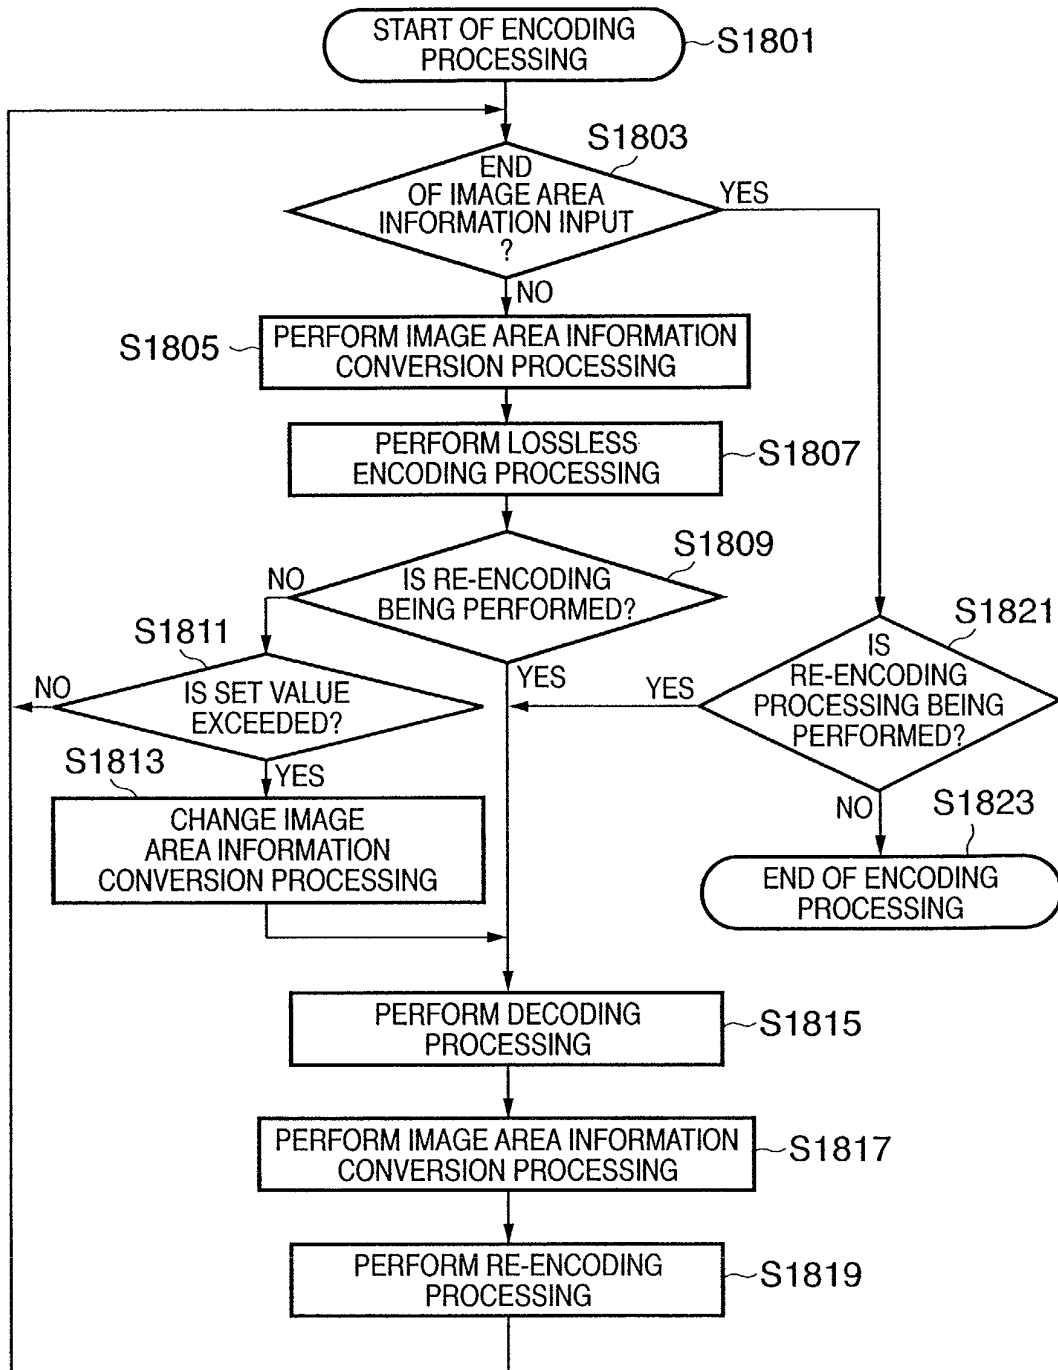 START OF ENCODING
PROCESSING
S1801
S1803
END
OF IMAGE AREA
INFORMATION INPUT
?
YES
NO
S1805
PERFORM IMAGE AREA INFORMATION
CONVERSION PROCESSING
PERFORM LOSSLESS
ENCODING PROCESSING
S1807
S1809
IS RE-ENCODING
BEING PERFORMED?
NO
YES
S1811
IS SET VALUE
EXCEEDED?
NO
YES
S1821
IS
RE-ENCODING
PROCESSING BEING
PERFORMED?
YES
NO
S1813
CHANGE IMAGE
AREA INFORMATION
CONVERSION PROCESSING
S1823
END OF ENCODING
PROCESSING
PERFORM DECODING
PROCESSING
S1815
PERFORM IMAGE AREA INFORMATION
CONVERSION PROCESSING
S1817
PERFORM RE-ENCODING
PROCESSING
S1819